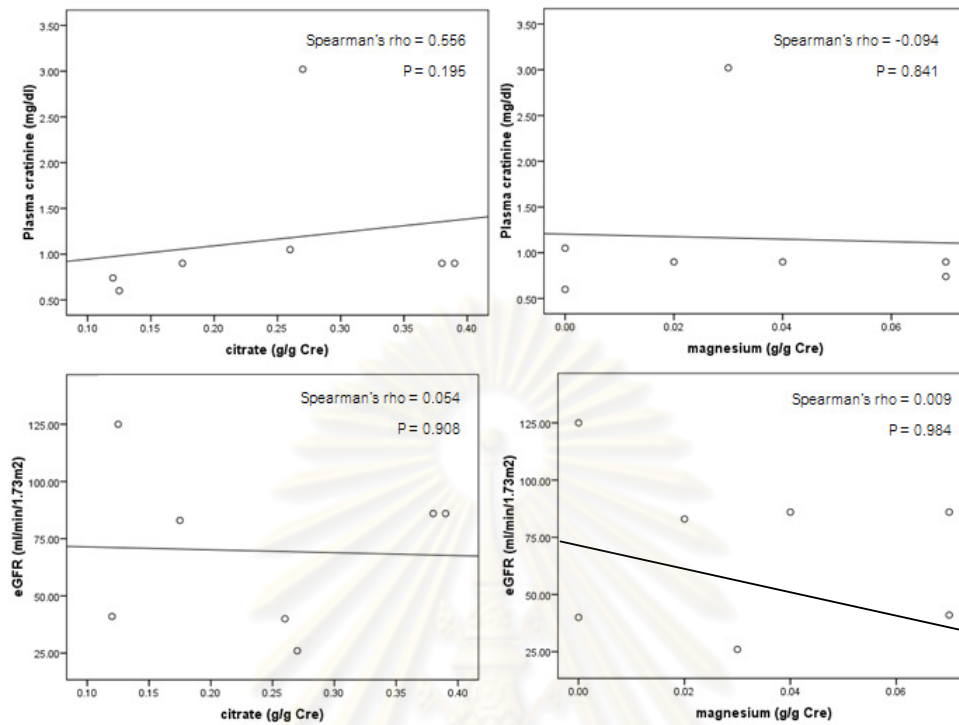 Spearman's rho = 0.556
P = 0.195
Plasma cratinine (mg/dl)
3.50
3.00
2.50
2.00
1.50
1.00
0.50
0.10 0.15 0.20 0.25 0.30 0.35 0.40
citrate (g/g Cre)
Spearman's rho = -0.094
P = 0.841
Plasma cratinine (mg/dl)
3.50
3.00
2.50
2.00
1.50
1.00
0.50
0.00 0.02 0.04 0.06
magnesium (g/g Cre)
Spearman's rho = 0.054
P = 0.908
eGFR (ml/min/1.73m2)
125.00
100.00
75.00
50.00
25.00
0.10 0.15 0.20 0.25 0.30 0.35 0.40
citrate (g/g Cre)
Spearman's rho = 0.009
P = 0.984
eGFR (ml/min/1.73m2)
125.00
100.00
75.00
50.00
25.00
0.00 0.02 0.04 0.06
magnesium (g/g Cre)